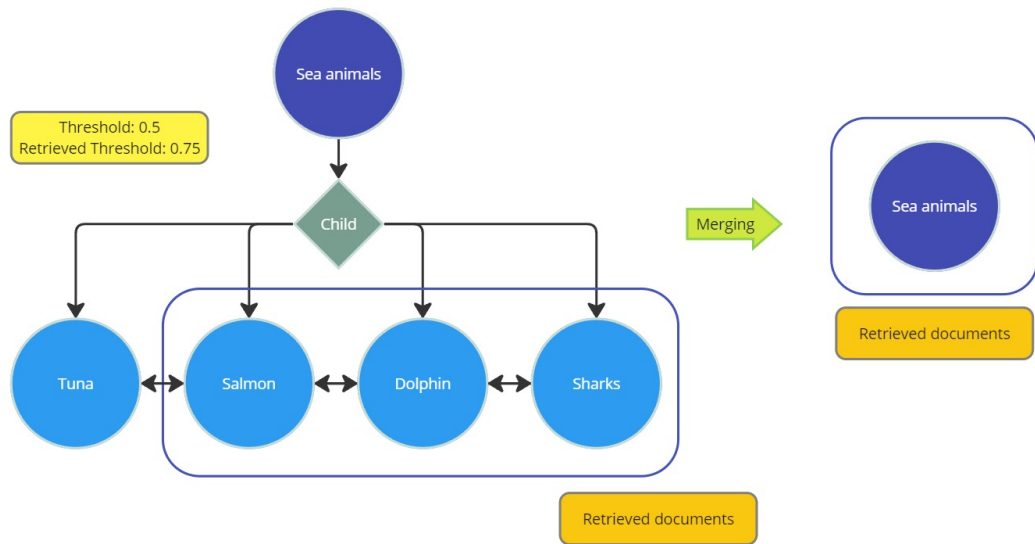 Sea animals
Threshold: 0.5
Retrieved Threshold: 0.75
Child
Tuna
Salmon
Dolphin
Sharks
Retrieved documents
Merging
Sea animals
Retrieved documents